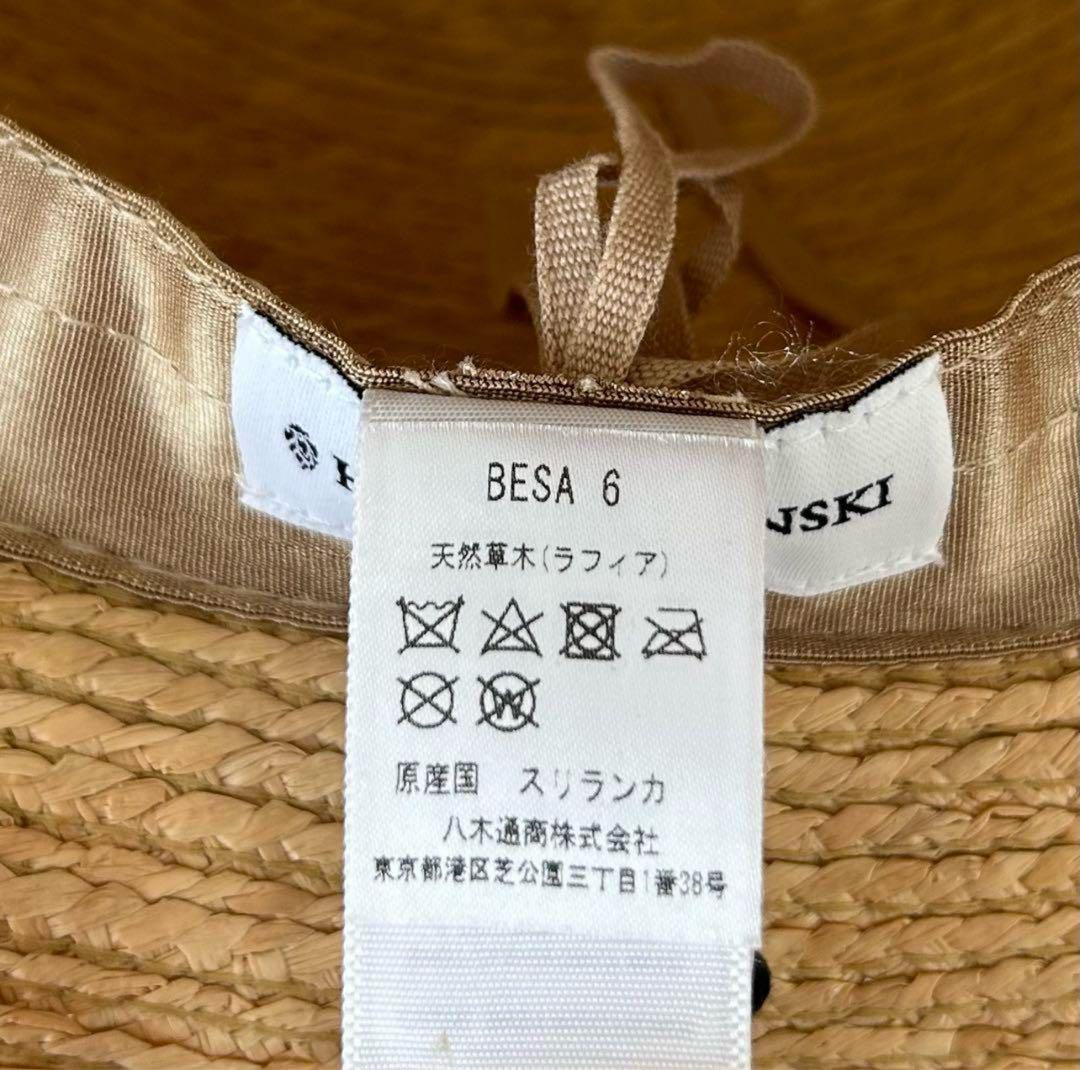 H
NSKI
BESA 6
天然草木(ラフィア)
W
原産国 スリランカ
八木通商株式会社
東京都港区芝公園三丁目1番38号